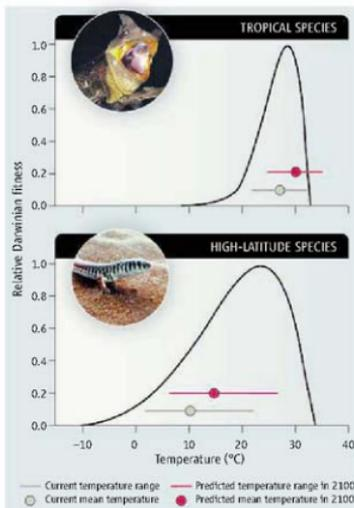 TROPICAL SPECIES
1.0
0.8
0.6
0.4
0.2
0.0
HIGH-LATITUDE SPECIES
1.0
0.8
0.6
0.4
0.2
0.0
Relative Darwinian fitness
−10 0 10 20 30 40
Temperature (°C)
Current temperature range
Predicted temperature range in 2100
Current mean temperature
Predicted mean temperature in 2100